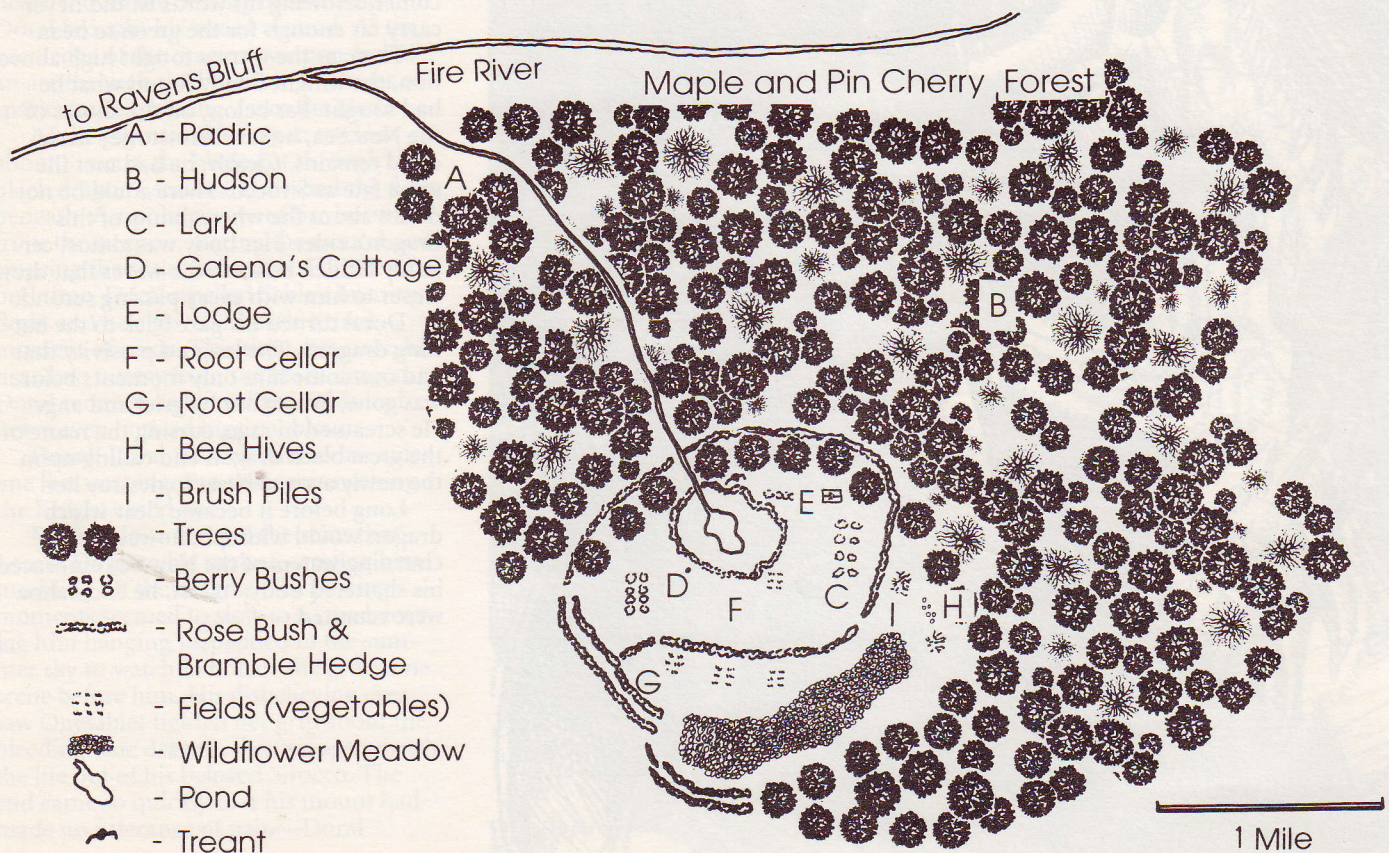 to Ravens Bluff
Fire River
Maple and Pin Cherry Forest
A - Padric
B - Hudson
C - Lark
D - Galena's Cottage
E - Lodge
F - Root Cellar
G - Root Cellar
H - Bee Hives
I - Brush Piles
- Trees
- Berry Bushes
- Rose Bush &
Bramble Hedge
- Fields (vegetables)
- Wildflower Meadow
- Pond
- Treant
A
B
E
D
F
C
I
H
G
1 Mile